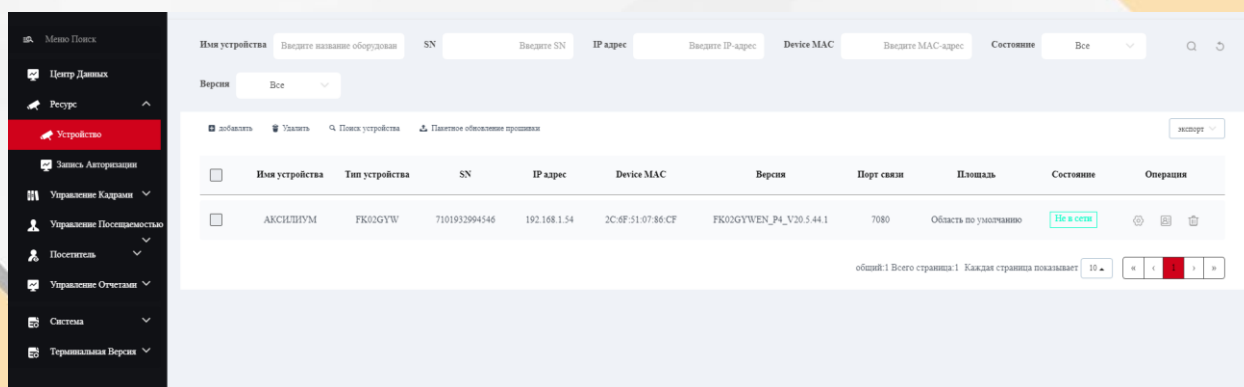 Меню Поиск
Центр Данных
Ресурс
Устройство
Запись Авторизации
Управление Кадрами
Управление Посещаемостью
Посетитель
Управление Отчетами
Система
Терминальная Версия
Имя устройства Введите название оборудован SN Введите SN IP адрес Введите IP-адрес Device MAC Введите MAC-адрес Состояние Все
Версия Все
добавлять Удалить Поиск устройства Пакетное обновление прошивки экспорт
Имя устройства Тип устройства SN IP адрес Device MAC Версия Порт связи Площадь Состояние Операция
АКСИЛИУМ FK02GYW 7101932994546 192.168.1.54 2C:6F:51:07:86:CF FK02GYWEN_P4_V20.5.44.1 7080 Область по умолчанию Не в сети
общий:1 Всего страница:1 Каждая страница показывает 10 « ‹ 1 › »